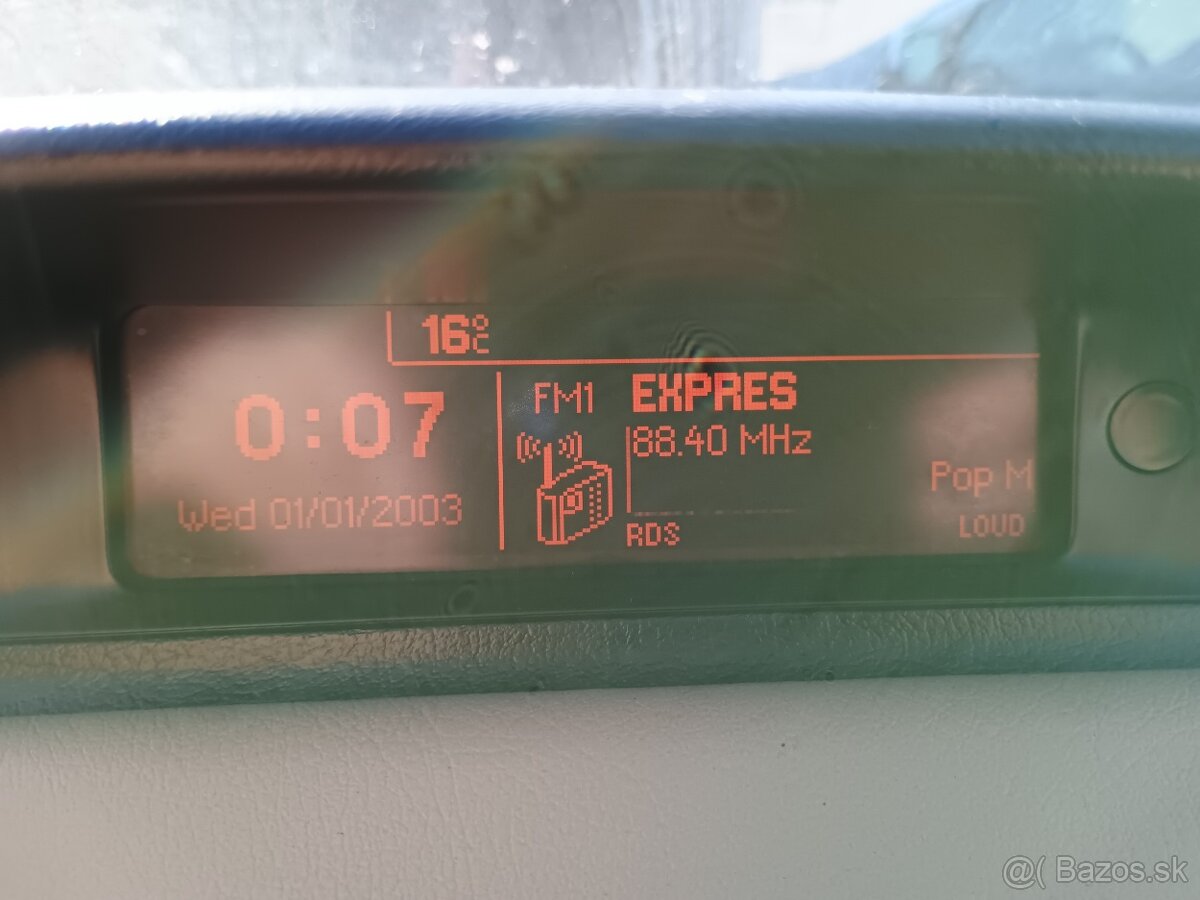 16°C
0:07
Wed 01/01/2003
FM1
EXPRES
88.40 MHz
Pop M
RDS
LOUD
@( Bazos.sk